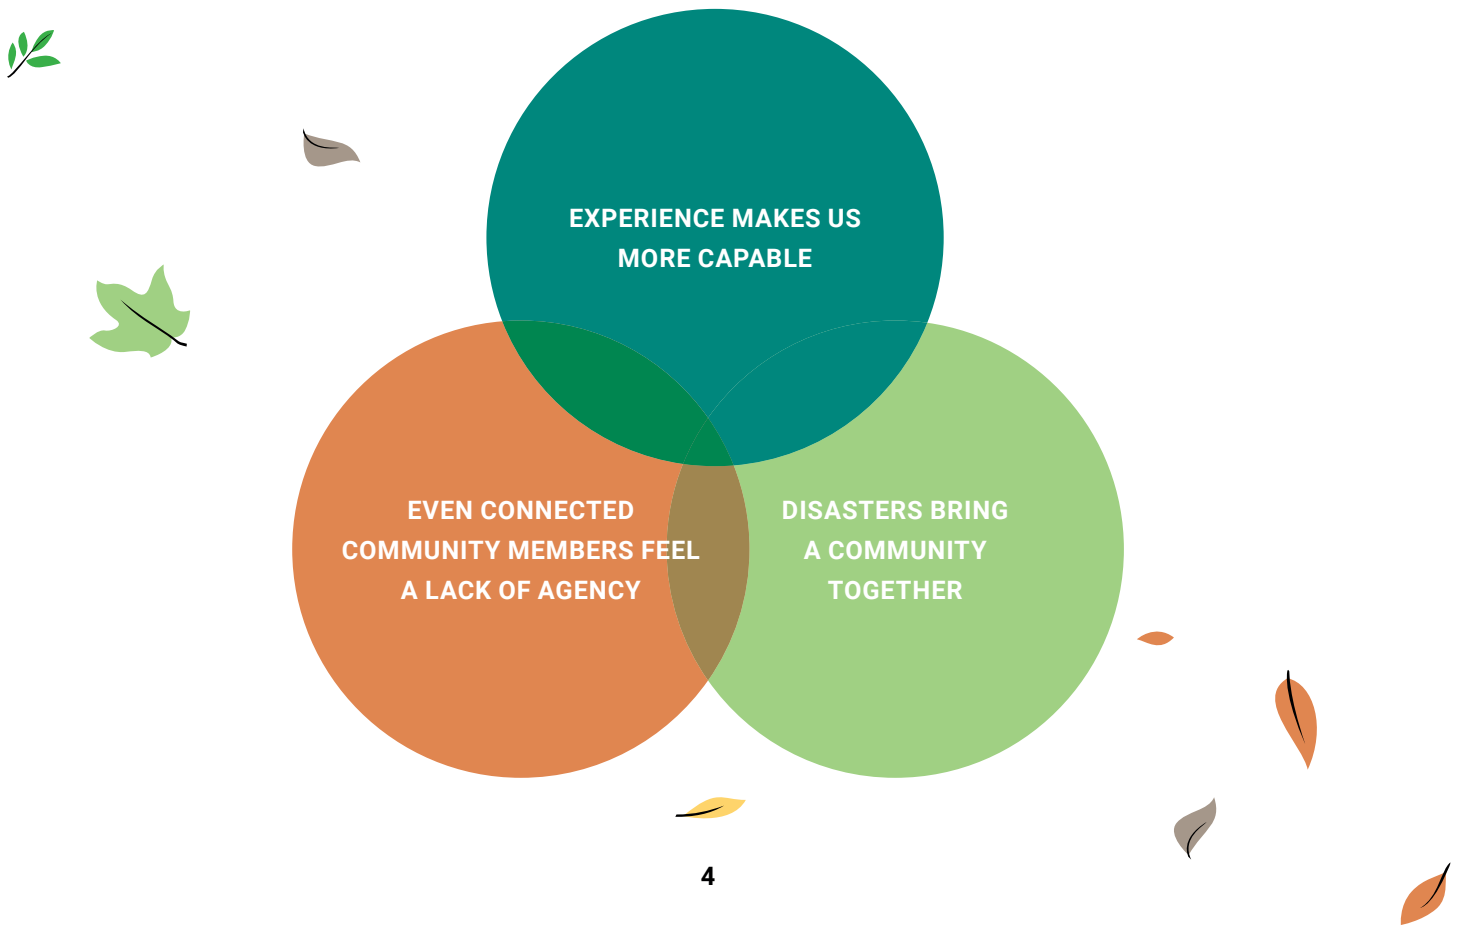 EXPERIENCE MAKES US
MORE CAPABLE
EVEN CONNECTED
COMMUNITY MEMBERS FEEL
A LACK OF AGENCY
DISASTERS BRING
A COMMUNITY
TOGETHER
4